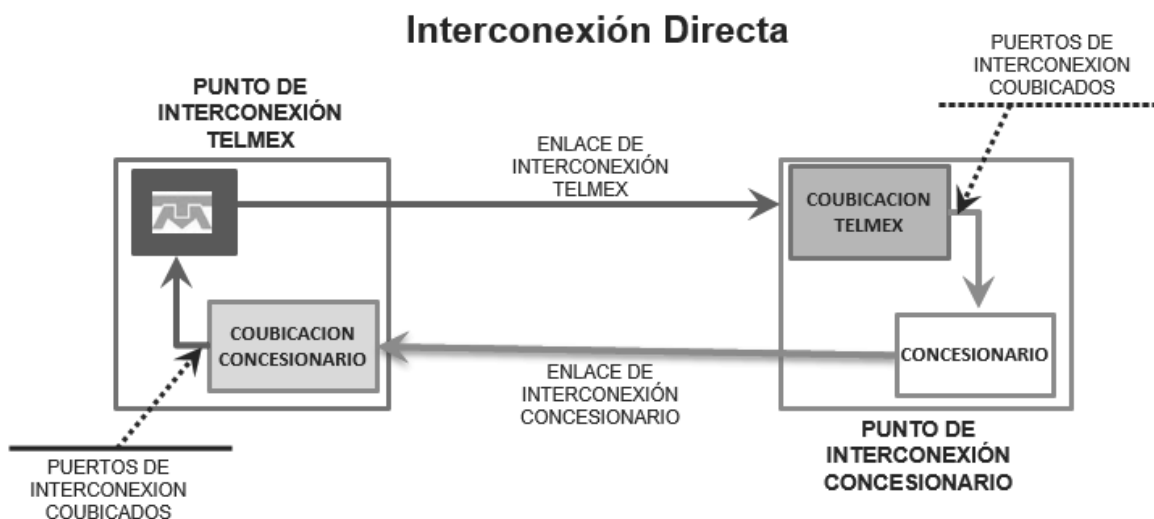 Interconexión Directa
PUERTOS DE
INTERCONEXION
COUBICADOS
PUNTO DE
INTERCONEXIÓN
TELMEX
ENLACE DE
INTERCONEXIÓN
TELMEX
COUBICACION
TELMEX
COUBICACION
CONCESIONARIO
CONCESIONARIO
ENLACE DE
INTERCONEXIÓN
CONCESIONARIO
PUNTO DE
INTERCONEXIÓN
CONCESIONARIO
PUERTOS DE
INTERCONEXION
COUBICADOS